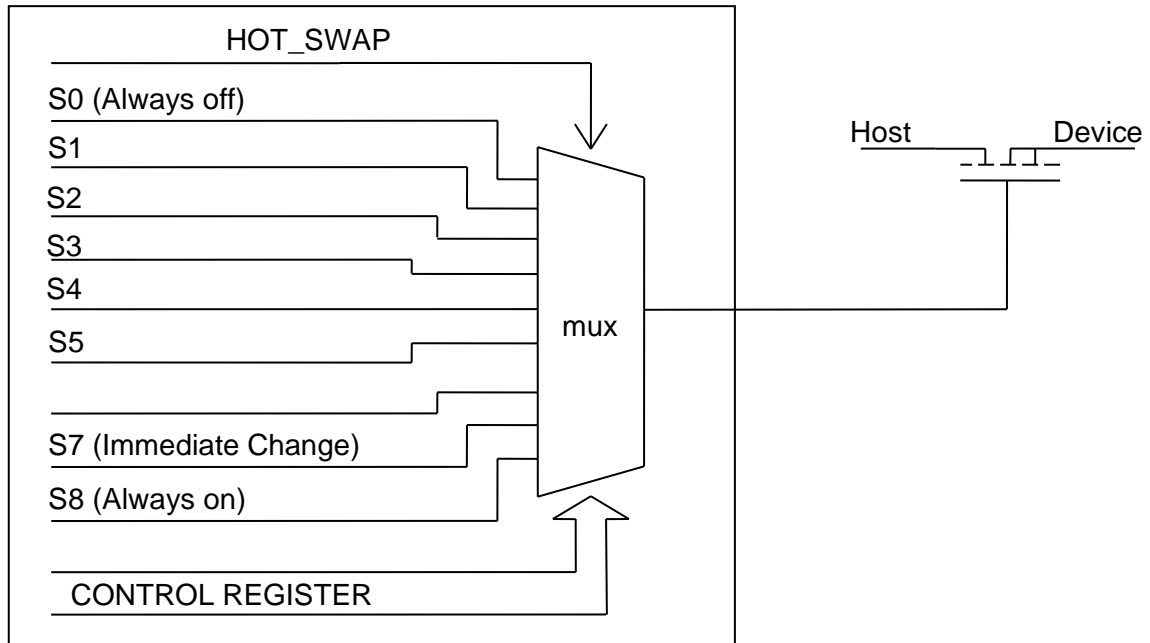 HOT_SWAP
S0 (Always off)
S1
S2
S3
S4
S5
S7 (Immediate Change)
S8 (Always on)
CONTROL REGISTER
mux
Host
Device